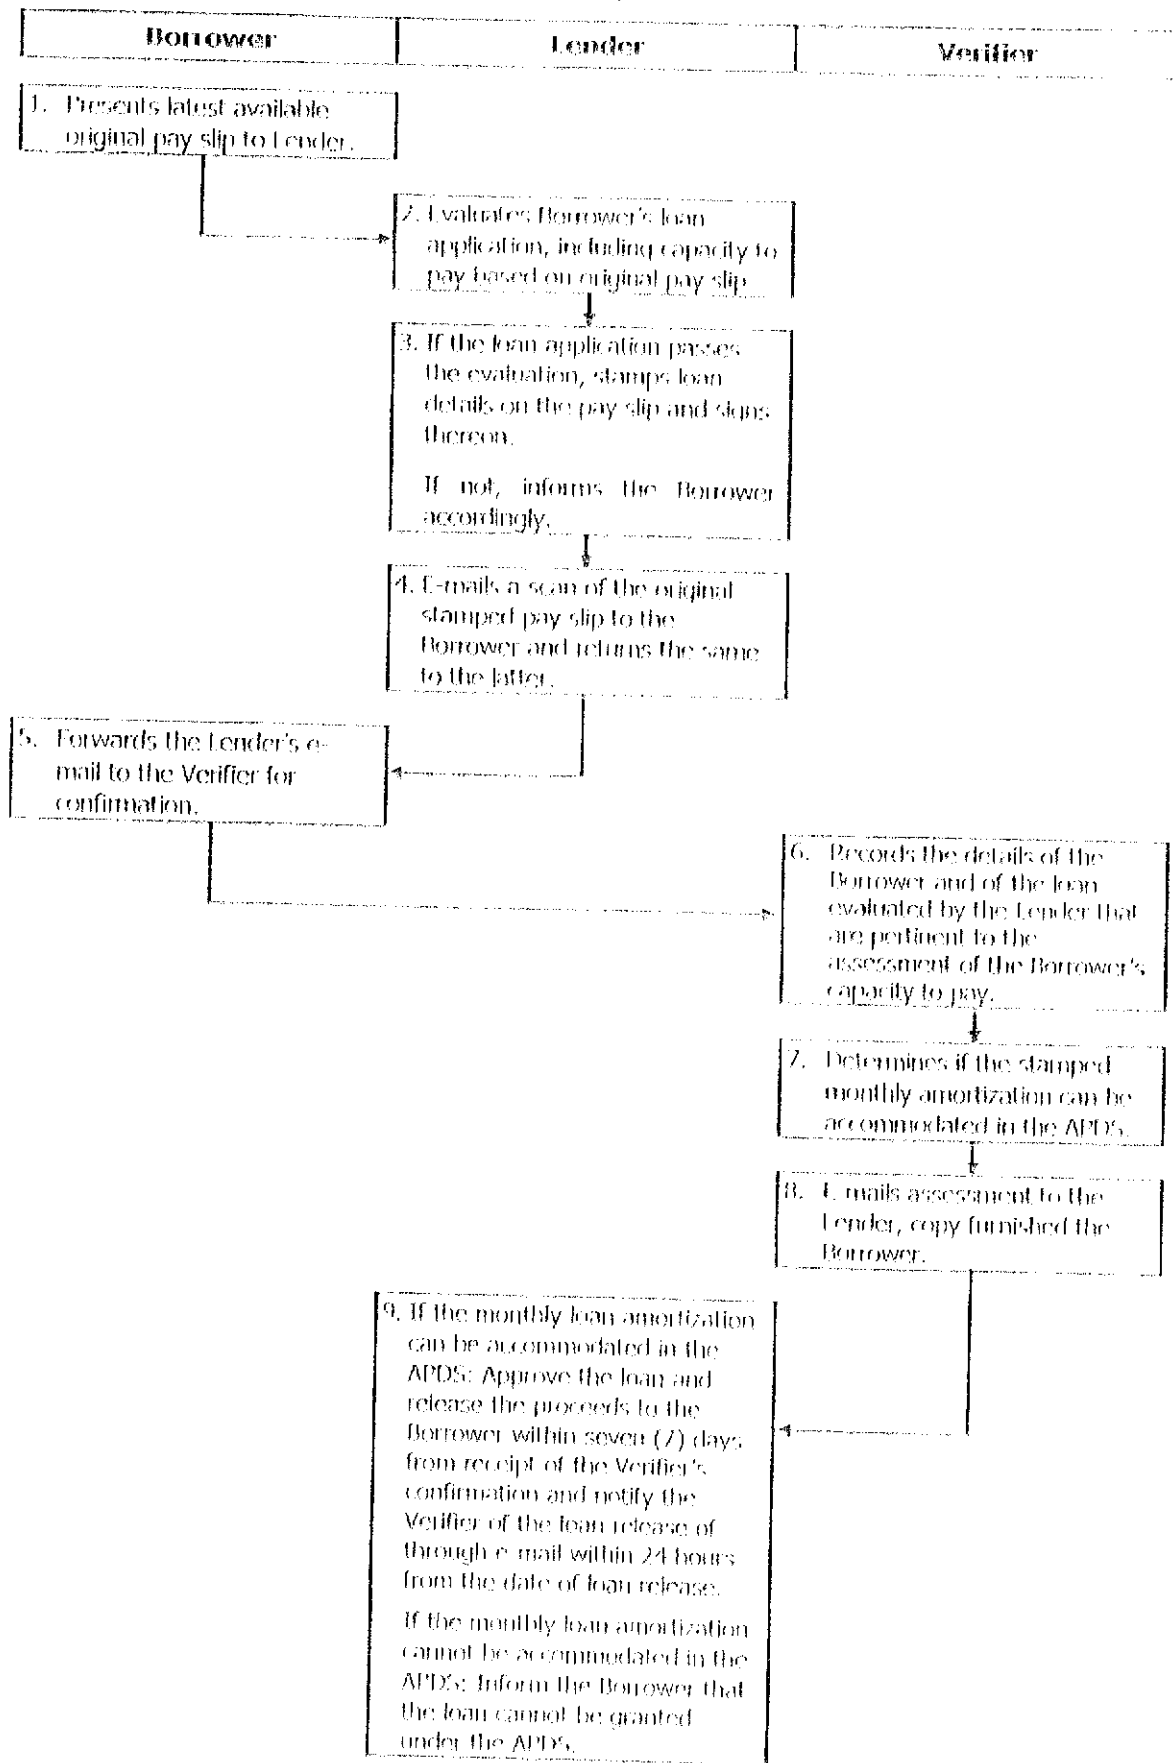 Borrower
Lender
Verifier
1. Presents latest available
original pay slip to Lender.
2. Evaluates Borrower's loan
application, including capacity to
pay based on original pay slip
3. If the loan application passes
the evaluation, stamps loan
details on the pay slip and signs
thereon.
If not, informs the Borrower
accordingly.
4. E-mails a scan of the original
stamped pay slip to the
Borrower and returns the same
to the latter.
5. Forwards the Lender's e-
mail to the Verifier for
confirmation.
6. Records the details of the
Borrower and of the loan
evaluated by the Lender that
are pertinent to the
assessment of the Borrower's
capacity to pay.
7. Determines if the stamped
monthly amortization can be
accommodated in the APDS.
8. E-mails assessment to the
Lender, copy furnished the
Borrower.
9. If the monthly loan amortization
can be accommodated in the
APDS: Approve the loan and
release the proceeds to the
Borrower within seven (7) days
from receipt of the Verifier's
confirmation and notify the
Verifier of the loan release of
through e-mail within 24 hours
from the date of loan release.
If the monthly loan amortization
cannot be accommodated in the
APDS: Inform the Borrower that
the loan cannot be granted
under the APDS.